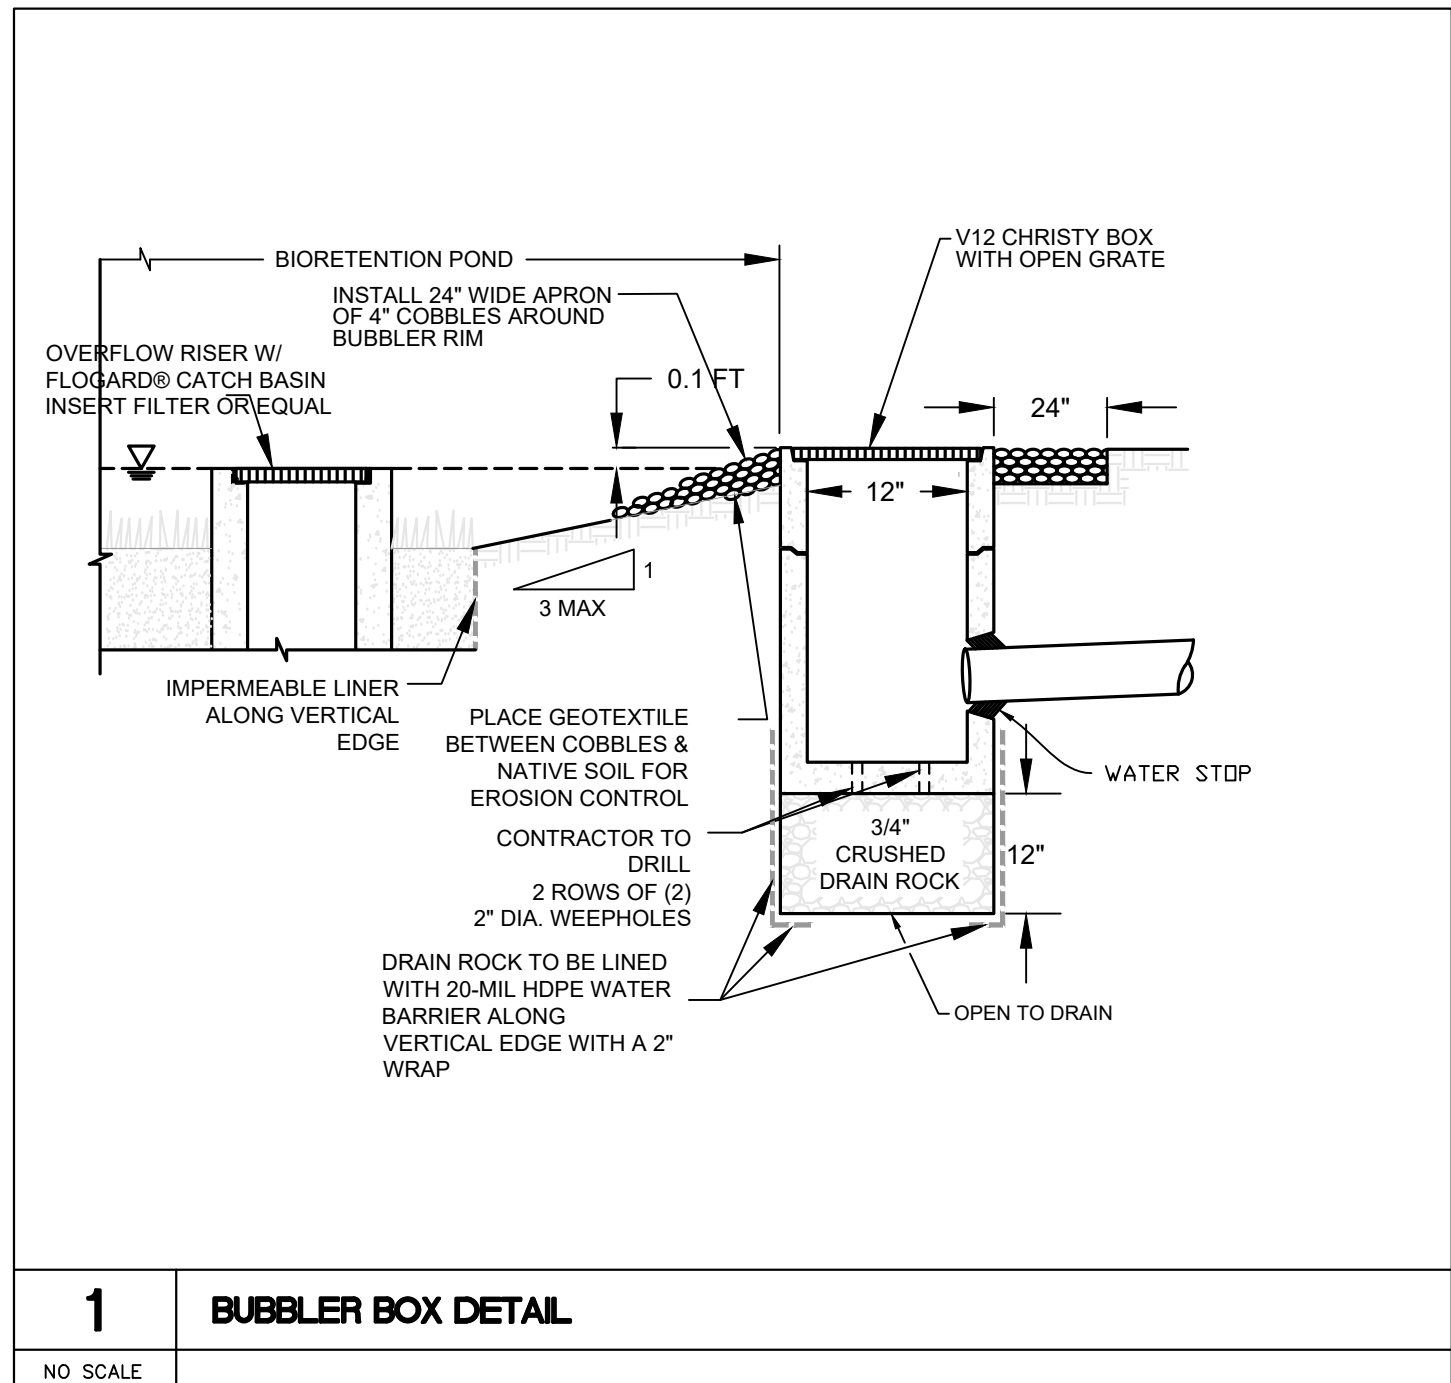 V12 CHRISTY BOX
WITH OPEN GRATE
BIORETENTION POND
INSTALL 24" WIDE APRON
OF 4" COBBLES AROUND
BUBBLER RIM
OVERFLOW RISER W/
FLOGARD® CATCH BASIN
INSERT FILTER OR EQUAL
0.1 FT
24"
12"
1
3 MAX
IMPERMEABLE LINER
ALONG VERTICAL
EDGE
PLACE GEOTEXTILE
BETWEEN COBBLES &
NATIVE SOIL FOR
EROSION CONTROL
WATER STOP
CONTRACTOR TO
DRILL
2 ROWS OF (2)
2" DIA. WEEPHOLES
3/4"
CRUSHED
DRAIN ROCK
12"
DRAIN ROCK TO BE LINED
WITH 20-MIL HDPE WATER
BARRIER ALONG
VERTICAL EDGE WITH A 2"
WRAP
OPEN TO DRAIN
1
BUBBLER BOX DETAIL
NO SCALE